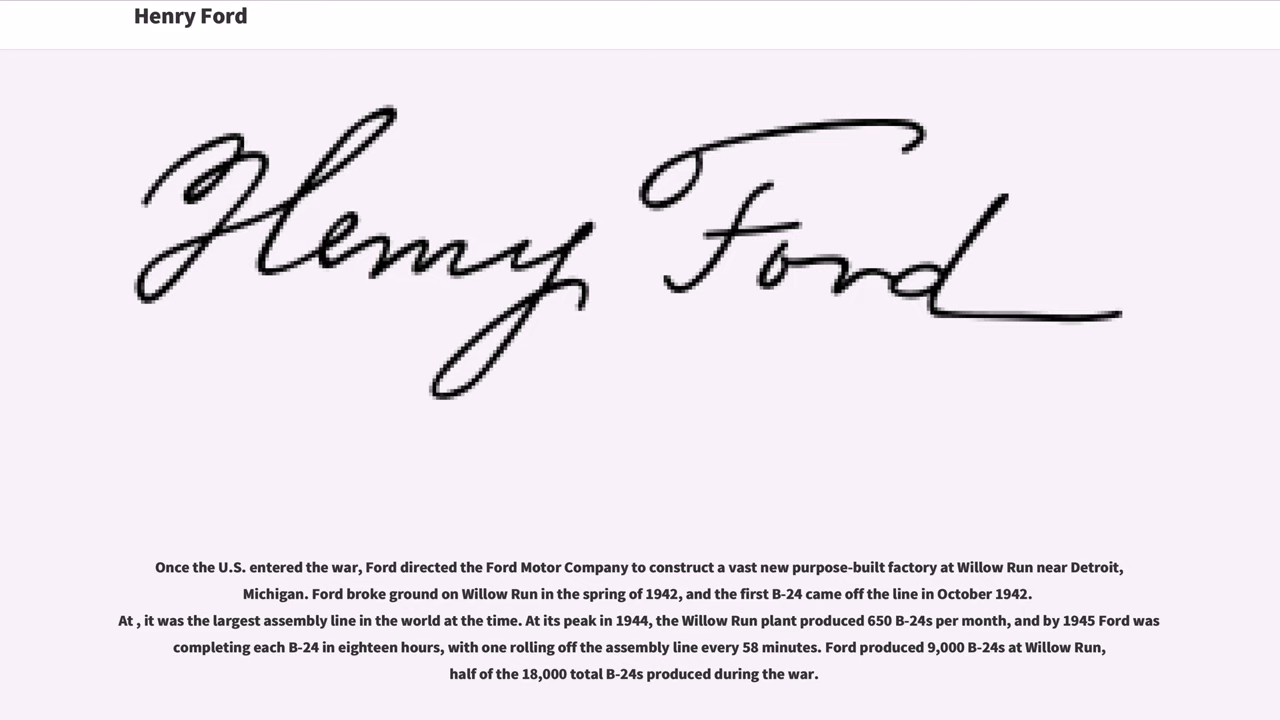 Henry Ford
Henry Ford
Once the U.S. entered the war, Ford directed the Ford Motor Company to construct a vast new purpose-built factory at Willow Run near Detroit,
Michigan. Ford broke ground on Willow Run in the spring of 1942, and the first B-24 came off the line in October 1942.
At , it was the largest assembly line in the world at the time. At its peak in 1944, the Willow Run plant produced 650 B-24s per month, and by 1945 Ford was
completing each B-24 in eighteen hours, with one rolling off the assembly line every 58 minutes. Ford produced 9,000 B-24s at Willow Run,
half of the 18,000 total B-24s produced during the war.